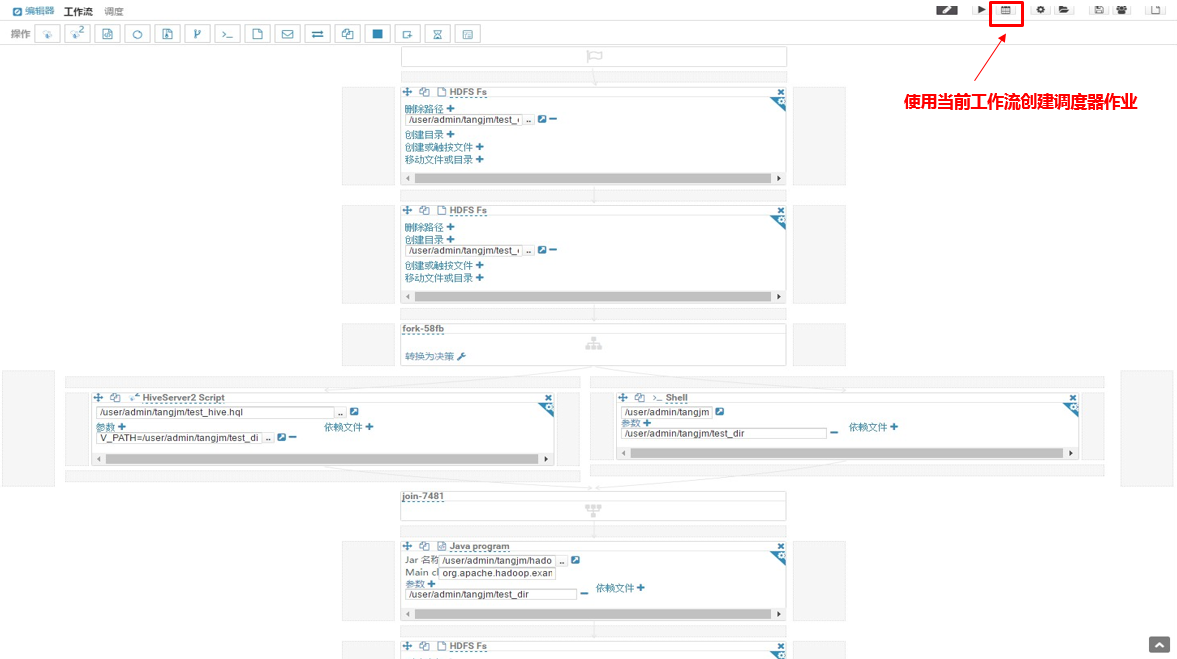 编辑器 工作流 调度
操作
使用当前工作流创建调度器作业
HDFS Fs
删除路径
/user/admin/tangjm/test_ ..
创建目录
创建或触按文件
移动文件或目录
HDFS Fs
删除路径
创建目录
/user/admin/tangjm/test_ ..
创建或触按文件
移动文件或目录
fork-58fb
转换为决策
HiveServer2 Script
/user/admin/tangjm/test_hive.hql ..
参数 依赖文件
V_PATH=/user/admin/tangjm/test_di ..
Shell
/user/admin/tangjm
参数 依赖文件
/user/admin/tangjm/test_dir
join-7481
Java program
Jar 名称 /user/admin/tangjm/hado ..
Main cl org.apache.hadoop.exan
参数 依赖文件
/user/admin/tangjm/test_dir
HDFS Fs